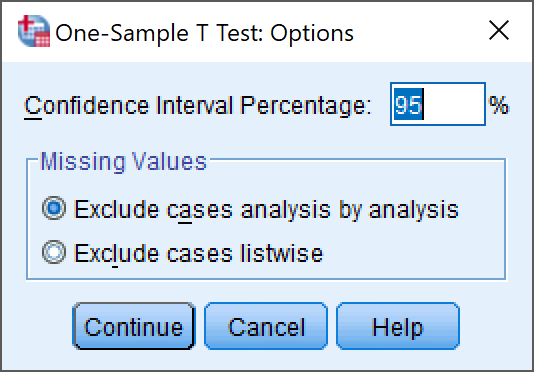 One-Sample T Test: Options
Confidence Interval Percentage: 95 %
Missing Values
Exclude cases analysis by analysis
Exclude cases listwise
Continue Cancel Help